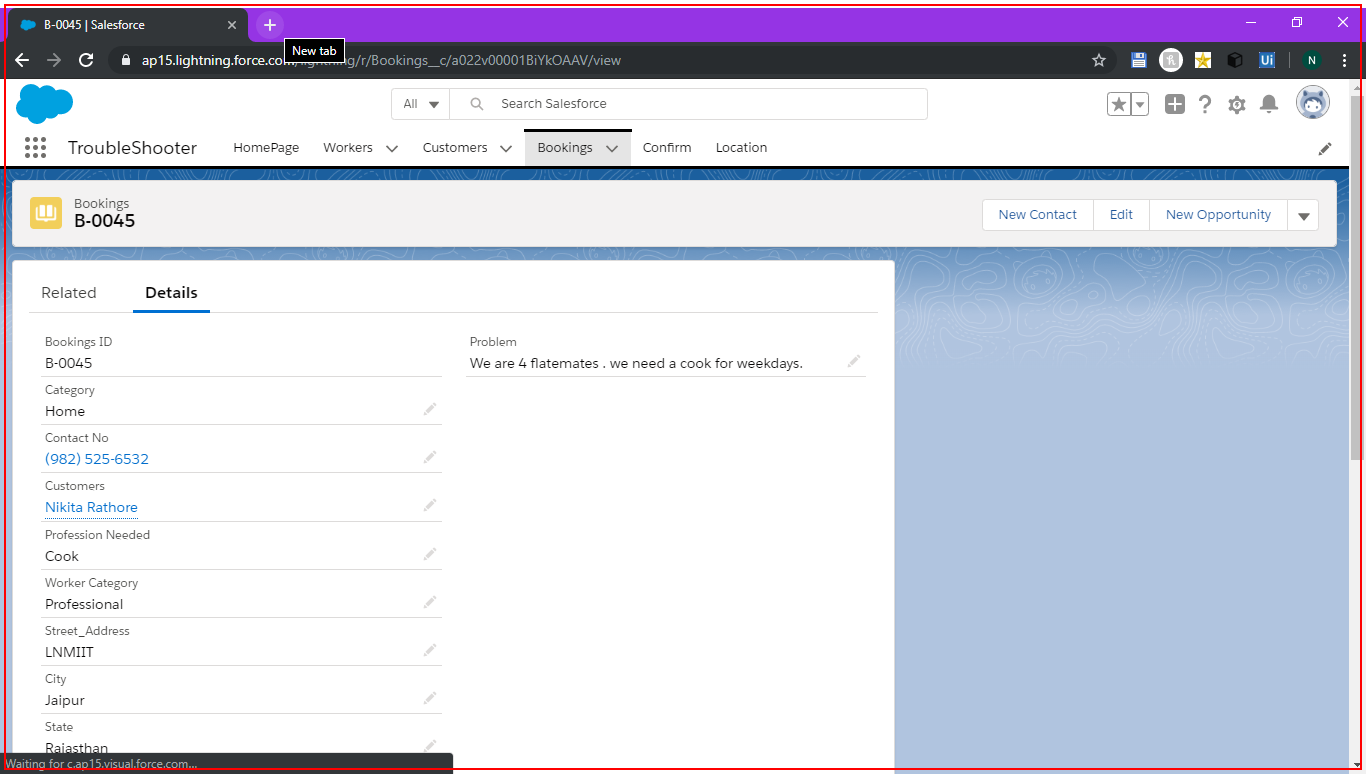 B-0045 | Salesforce
New tab
ap15.lightning.force.com/lightning/r/Bookings__c/a022v00001BiYkOAAV/view
Ui
N
All
Search Salesforce
TroubleShooter HomePage Workers Customers Bookings Confirm Location
Bookings
B-0045
New Contact Edit New Opportunity
Related Details
Bookings ID
B-0045
Category
Home
Contact No
(982) 525-6532
Customers
Nikita Rathore
Profession Needed
Cook
Worker Category
Professional
Street_Address
LNMIIT
City
Jaipur
State
Rajasthan
Problem
We are 4 flatemates . we need a cook for weekdays.
Waiting for c.ap15.visual.force.com...